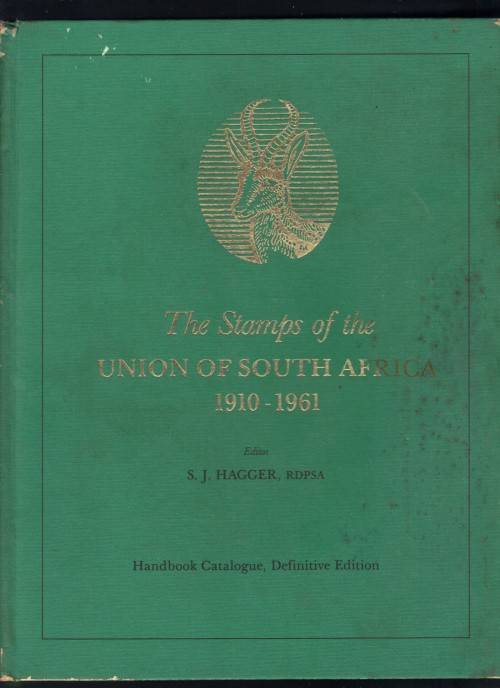 The Stamps of the
UNION OF SOUTH AFRICA
1910 - 1961
Editor
S. J. HAGGER, RDPSA
Handbook Catalogue, Definitive Edition